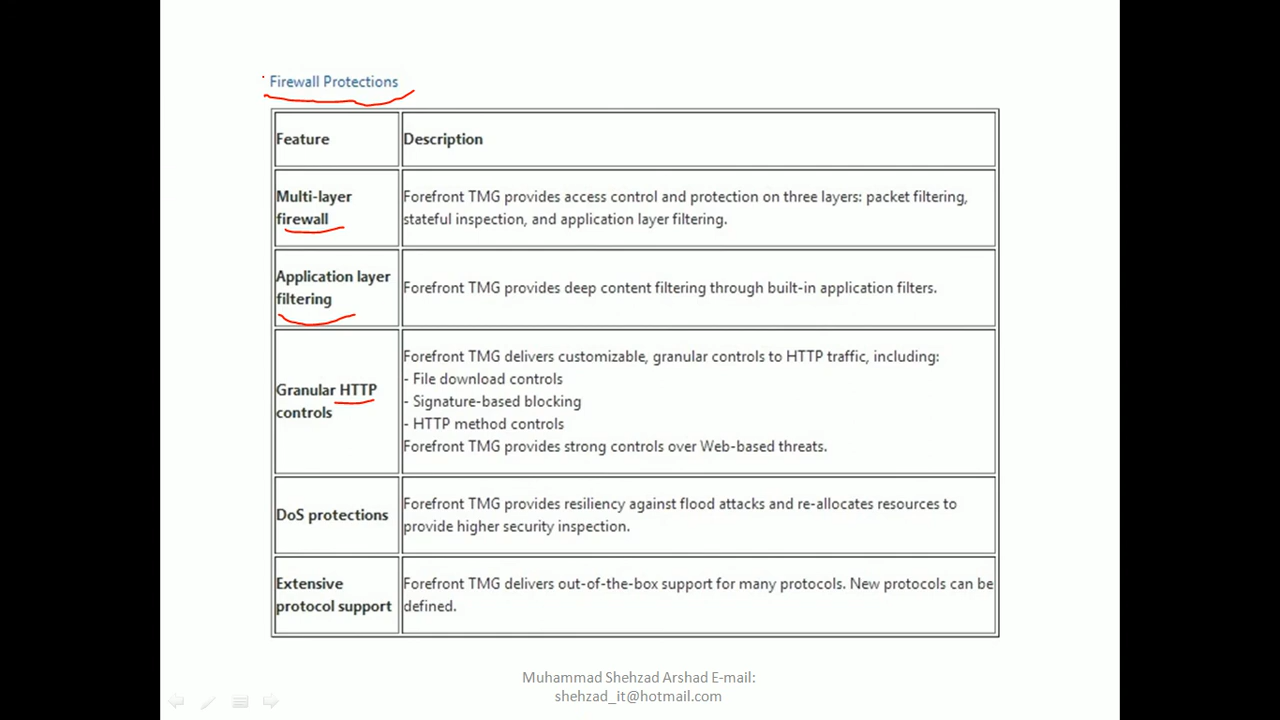 Firewall Protections
Feature
Description
Multi-layer
firewall
Forefront TMG provides access control and protection on three layers: packet filtering,
stateful inspection, and application layer filtering.
Application layer
filtering
Forefront TMG provides deep content filtering through built-in application filters.
Granular HTTP
controls
Forefront TMG delivers customizable, granular controls to HTTP traffic, including:
- File download controls
- Signature-based blocking
- HTTP method controls
Forefront TMG provides strong controls over Web-based threats.
DoS protections
Forefront TMG provides resiliency against flood attacks and re-allocates resources to
provide higher security inspection.
Extensive
protocol support
Forefront TMG delivers out-of-the-box support for many protocols. New protocols can be
defined.
Muhammad Shehzad Arshad E-mail:
shehzad_it@hotmail.com